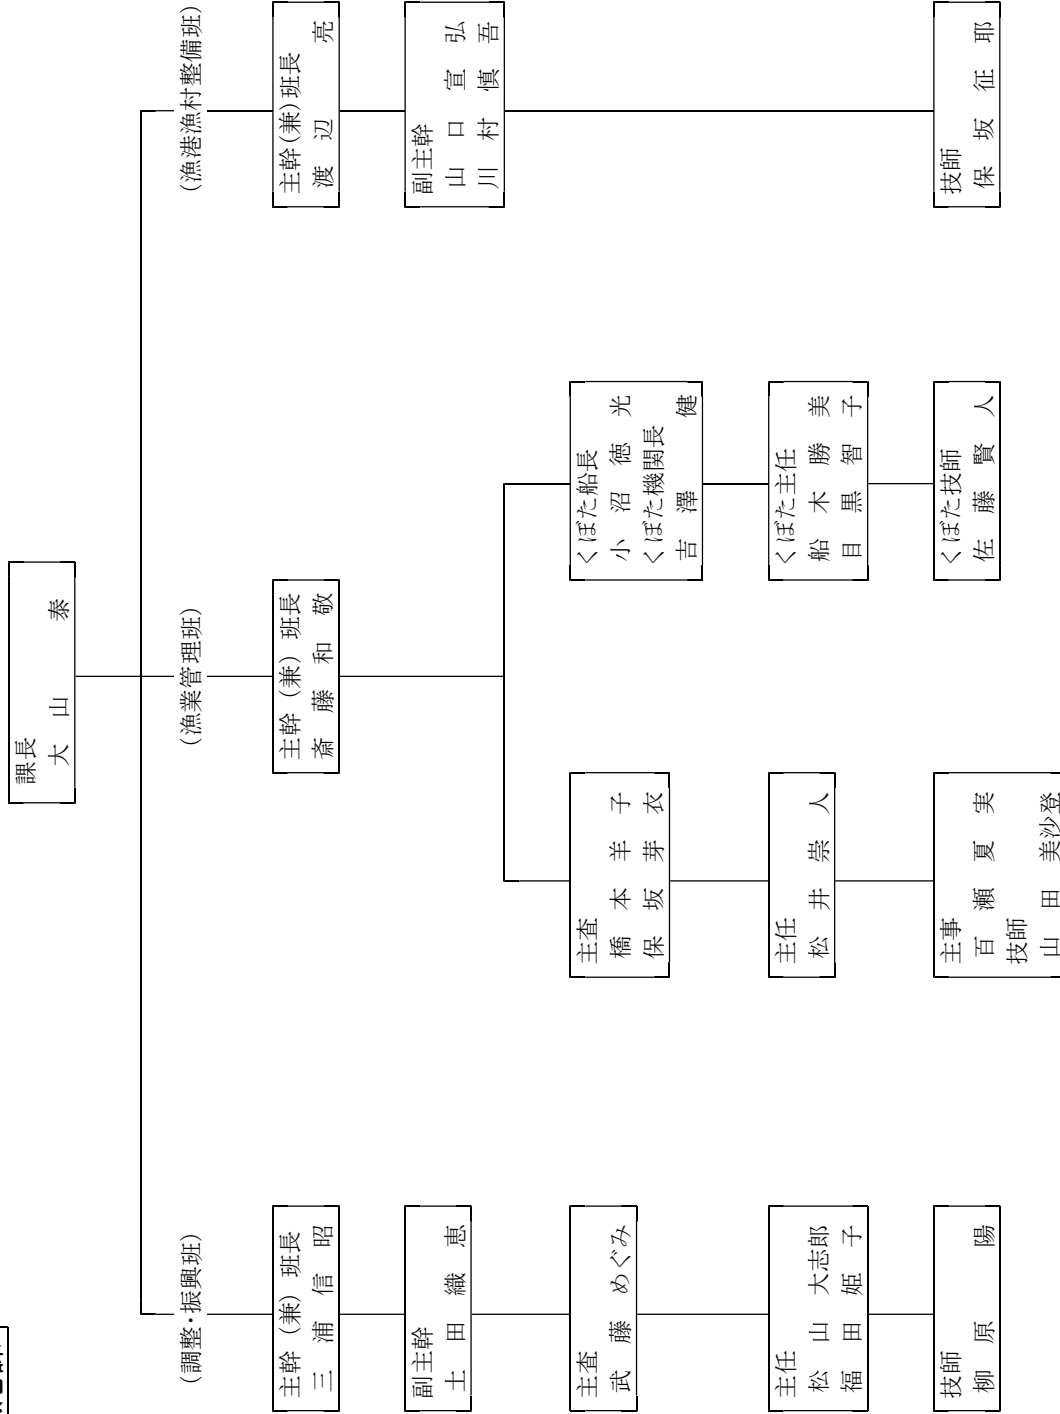 課長
大山 泰
(調整・振興班)
主幹（兼）班長
三浦信昭
副主幹
土田織恵
主査
武藤めぐみ
主任
松山大志郎
福田姫子
技師
柳原 陽
(漁業管理班)
主幹（兼）班長
斎藤和敬
主査
橋本羊子
保坂芽衣
主任
松井崇人
主事
百瀬夏実
技師
山田美沙登
くぼた船長
小沼徳光
くぼた機関長
吉澤 健
くぼた主任
船木勝美
目黒智子
くぼた技師
佐藤賢人
(漁港漁村整備班)
主幹(兼)班長
渡辺 亮
副主幹
山口宣弘
川村慎吾
技師
保坂征耶